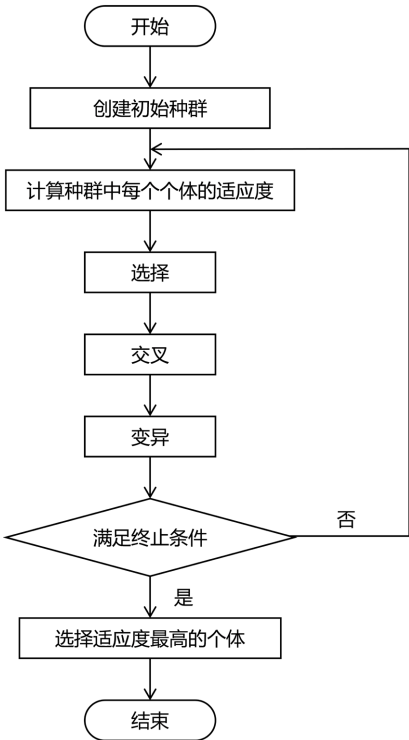 开始
创建初始种群
计算种群中每个个体的适应度
选择
交叉
变异
满足终止条件
否
是
选择适应度最高的个体
结束